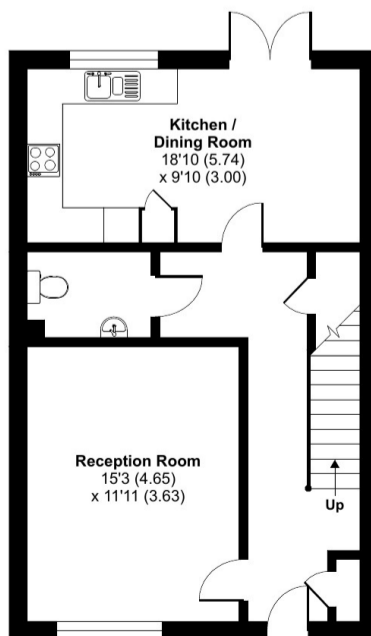 Kitchen /
Dining Room
18'10 (5.74)
x 9'10 (3.00)
Reception Room
15'3 (4.65)
x 11'11 (3.63)
Up